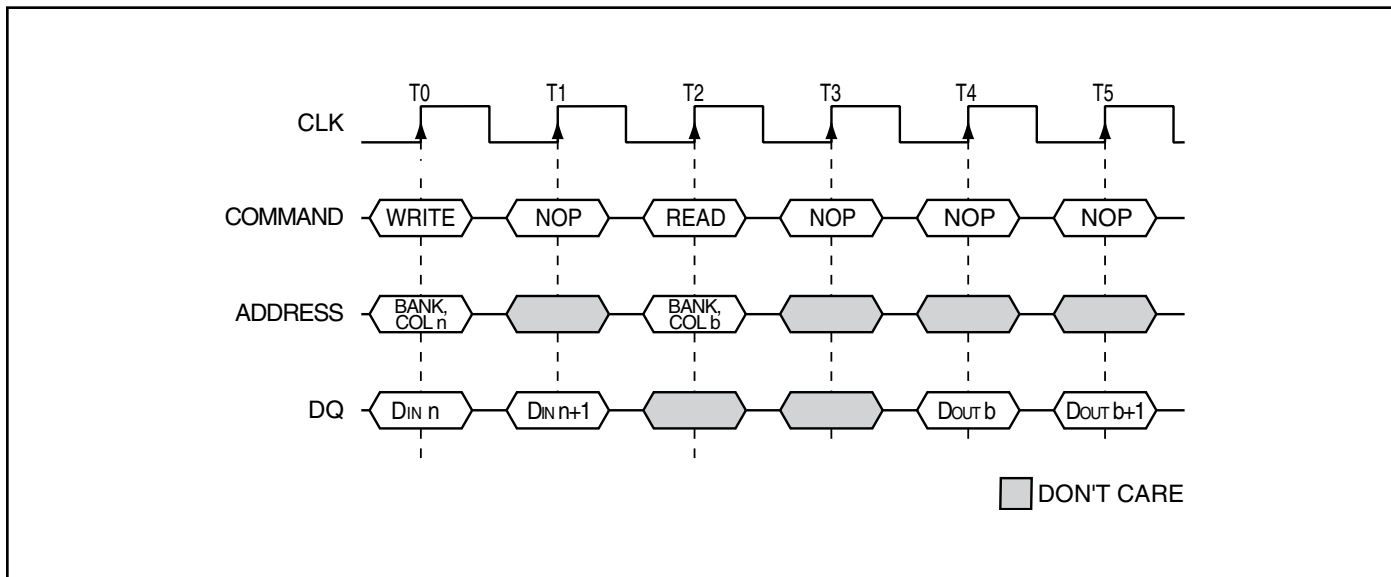 T0 T1 T2 T3 T4 T5
CLK
COMMAND WRITE NOP READ NOP NOP NOP
ADDRESS BANK, COL n BANK, COL b
DQ DIN n DIN n+1 DOUT b DOUT b+1
DON'T CARE